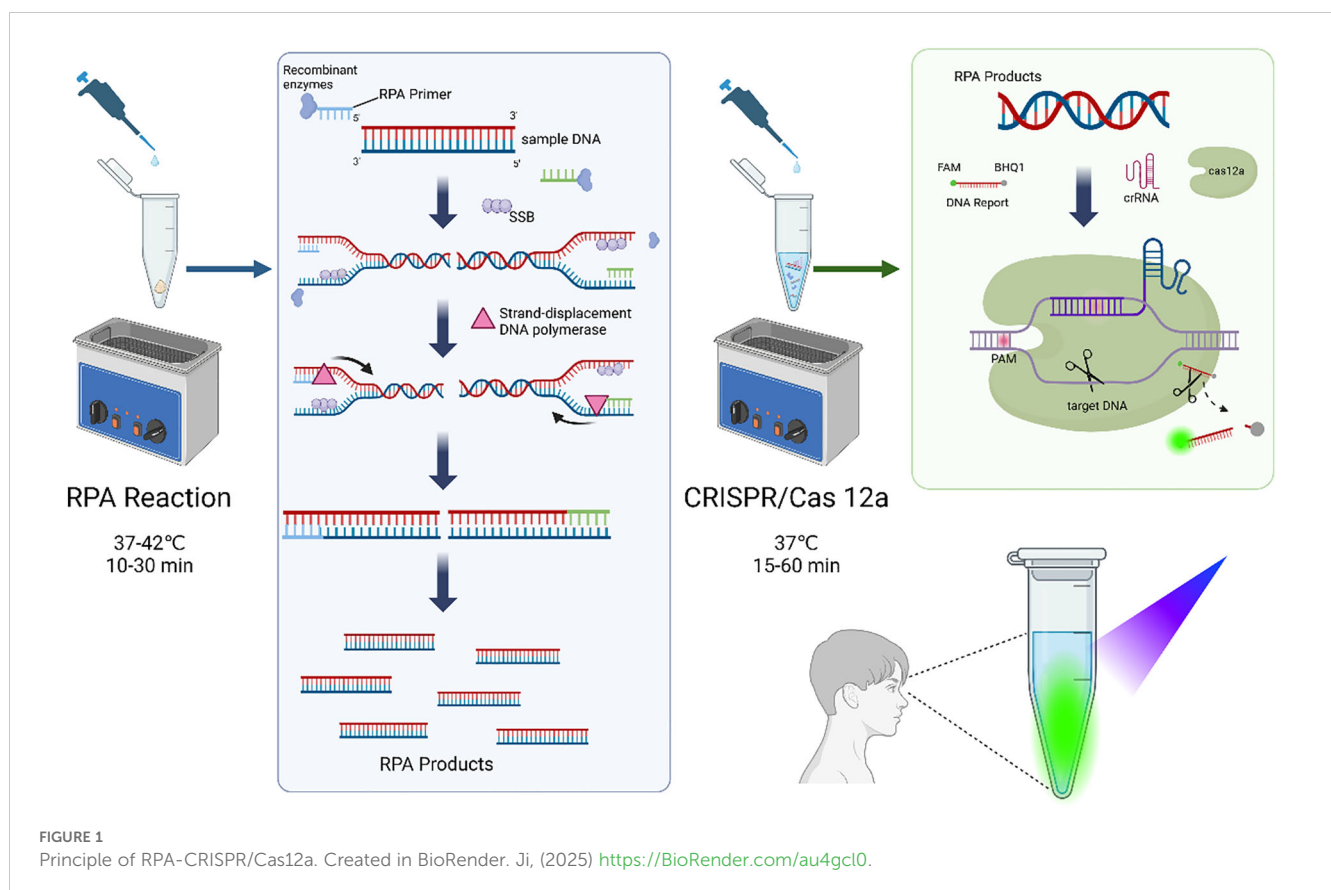 Recombinant
enzymes
RPA Primer
5'
3'
sample DNA
3'
5'
SSB
Strand-displacement
DNA polymerase
RPA Products
RPA Reaction
37-42℃
10-30 min
CRISPR/Cas 12a
37℃
15-60 min
RPA Products
FAM
BHQ1
DNA Report
crRNA
cas12a
PAM
target DNA
FIGURE 1
Principle of RPA-CRISPR/Cas12a. Created in BioRender. Ji, (2025) https://BioRender.com/au4gcl0.